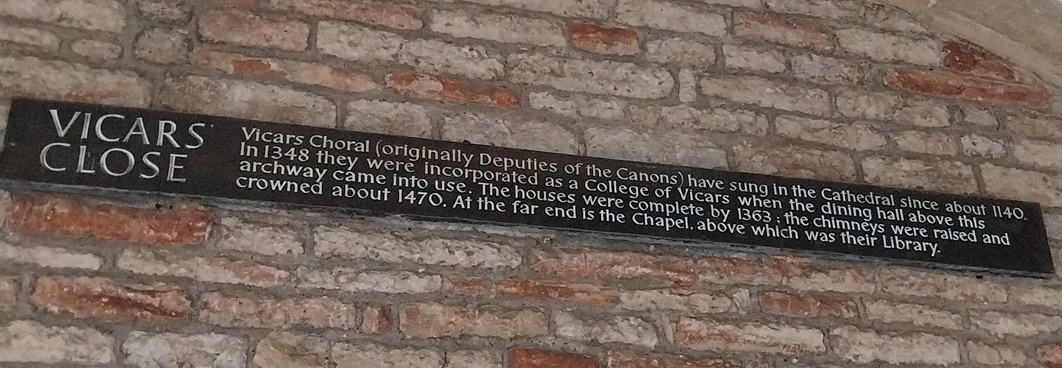 VICARS'
CLOSE
Vicars Choral (originally Deputies of the Canons) have sung in the Cathedral since about 1140.
In 1348 they were incorporated as a College of Vicars when the dining hall above this
archway came into use. The houses were complete by 1363; the chimneys were raised and
crowned about 1470. At the far end is the Chapel, above which was their Library.